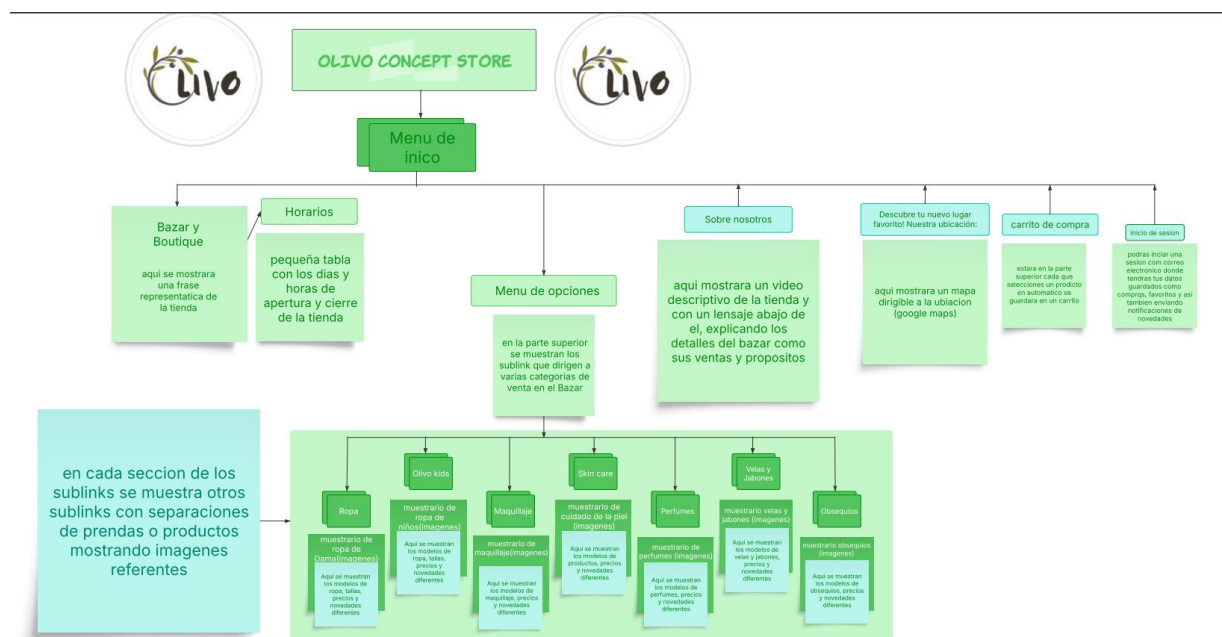 OLIVO
OLIVO CONCEPT STORE
OLIVO
Menu de
inico
Bazar y
Boutique
aqui se mostrara
una frase
representatica de
la tienda
Horarios
pequeña tabla
con los dias y
horas de
apertura y cierre
de la tienda
Menu de opciones
en la parte superior
se muestran los
sublink que dirigen a
varias categorias de
venta en el Bazar
Sobre nosotros
aqui mostrara un video
descriptivo de la tienda y
con un lensaje abajo de
el, explicando los
detalles del bazar como
sus ventas y propositos
Descubre tu nuevo lugar
favorito! Nuestra ubicación:
aqui mostrara un mapa
dirigible a la ubiacion
(google maps)
carrito de compra
estara en la parte
superior cada que
selecciones un prodicto
en automatico se
guardara en un carrito
inicio de sesion
podras inciar una
sesion com correo
electronico donde
tendras tus datos
guardados como
comprqs, favoritos y asi
tambien enviando
notificaciones de
novedades
en cada seccion de los
sublinks se muestra otros
sublinks con separaciones
de prendas o productos
mostrando imagenes
referentes
Ropa
muestrario de
ropa de
Dama(imagenes)
Aqui se muestran
los modelos de
ropa, tallas,
precios y
novedades
diferentes
Olivo kids
muestrario de
ropa de
niños(imagenes)
Aqui se muestran
los modelos de
ropa, tallas,
precios y
novedades
diferentes
Maquillaje
muestrario de
maquillaje(imagenes)
Aqui se muestran
los modelos de
maquillaje, precios
y novedades
diferentes
Skin care
muestrario de
cuidado de la piel
(imagenes)
Aqui se muestran
los modelos de
productos, precios
y novedades
diferentes
Perfumes
muestrario de
perfumes (imagenes)
Aqui se muestran
los modelos de
perfumes, precios
y novedades
diferentes
Velas y
Jabones
muestrario velas y
jabones (imagenes)
Aqui se muestran
los modelos de
velas y jabones,
precios y
novedades
diferentes
Obsequios
muestrario obsequios
(imagenes)
Aqui se muestran
los modelos de
obsequios, precios
y novedades
diferentes